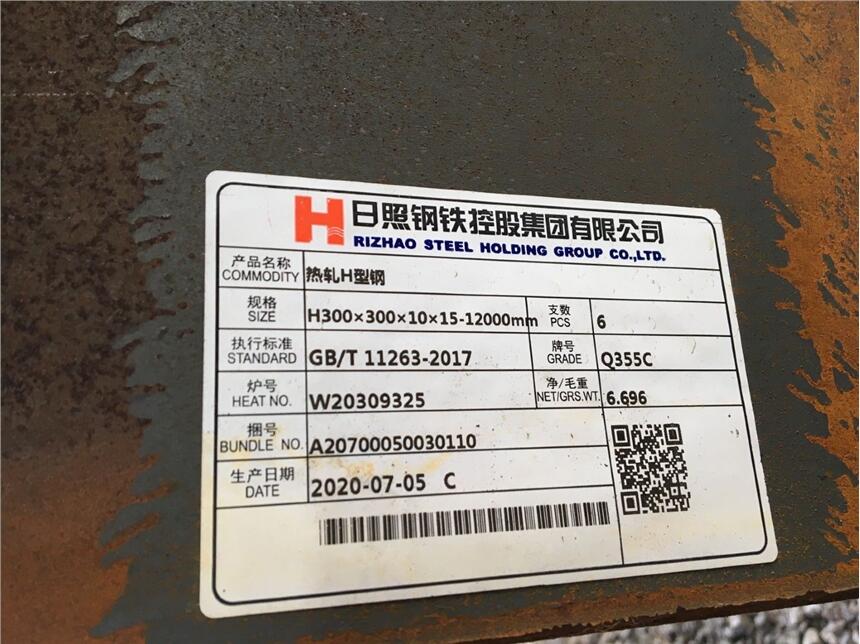 H 日照钢铁控股集团有限公司
RIZHAO STEEL HOLDING GROUP CO.,LTD.
产品名称
COMMODITY
热轧H型钢
规格
SIZE
H300×300×10×15-12000mm
支数
PCS
6
执行标准
STANDARD
GB/T 11263-2017
牌号
GRADE
Q355C
炉号
HEAT NO.
W20309325
净/毛重
NET/GRS.WT.
6.696
捆号
BUNDLE NO.
A20700050030110
生产日期
DATE
2020-07-05 C